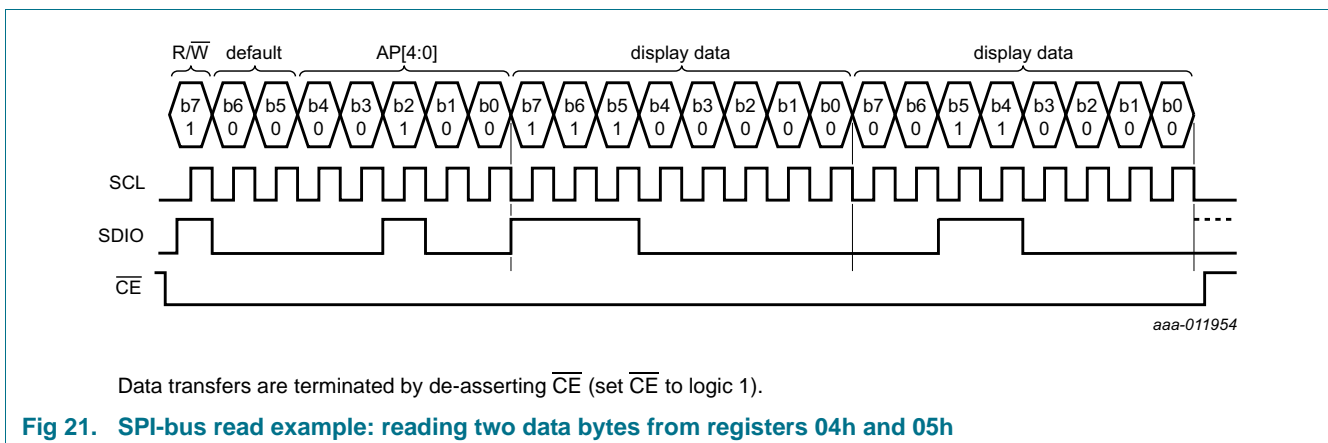 R/W default AP[4:0] display data display data
b7 b6 b5 b4 b3 b2 b1 b0 b7 b6 b5 b4 b3 b2 b1 b0 b7 b6 b5 b4 b3 b2 b1 b0
1 0 0 0 0 1 0 0 1 1 1 0 0 0 0 0 0 0 1 1 0 0 0 0
SCL
SDIO
CE
aaa-011954
Data transfers are terminated by de-asserting CE (set CE to logic 1).
Fig 21. SPI-bus read example: reading two data bytes from registers 04h and 05h